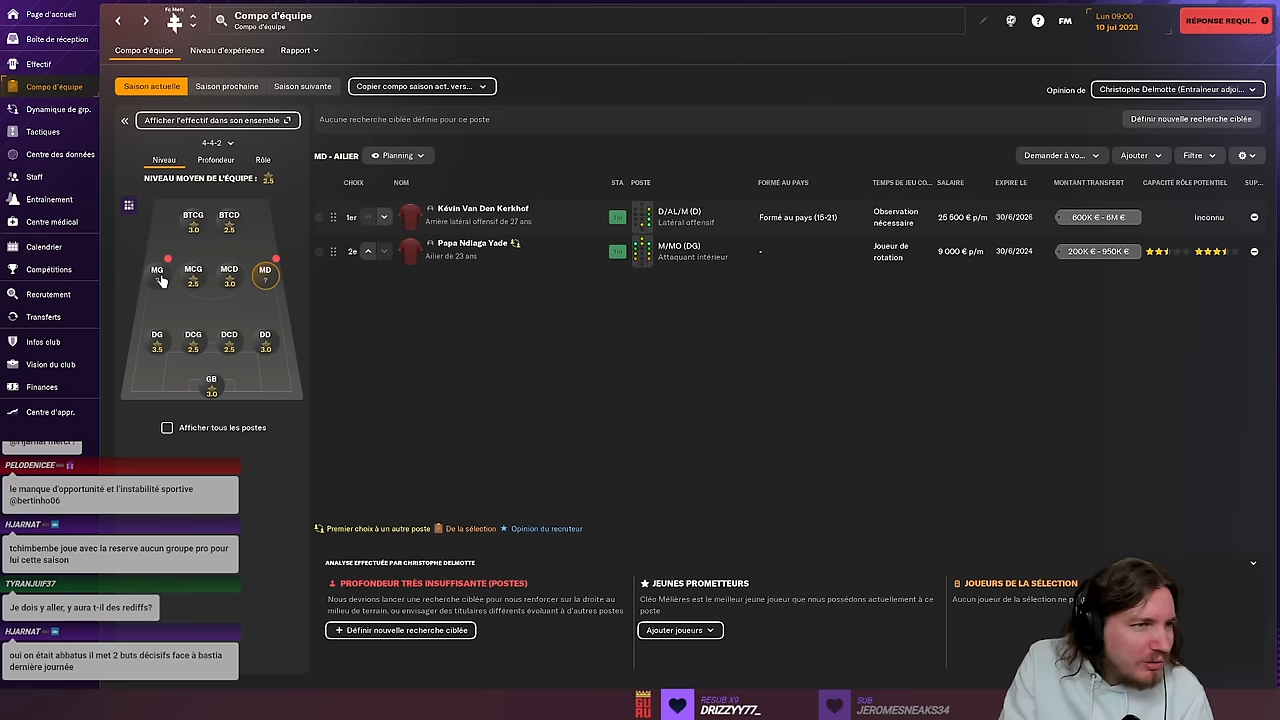 Page d'accueil
Boîte de réception
Effectif
Compo d'équipe
Dynamique de grp.
Tactiques
Centre des données
Staff
Entraînement
Centre médical
Calendrier
Compétitions
Recrutement
Transferts
Infos club
Vision du club
Finances
Centre d'appr.
Fc Metz
Compo d'équipe
Compo d'équipe
FM
Lun 09:00
10 jui 2023
RÉPONSE REQUI...
Compo d'équipe
Niveau d'expérience
Rapport
Saison actuelle
Saison prochaine
Saison suivante
Copier compo saison act. vers...
Opinion de
Christophe Delmotte (Entraîneur adjoi...
Afficher l'effectif dans son ensemble
4-4-2
Niveau
Profondeur
Rôle
NIVEAU MOYEN DE L'ÉQUIPE : 2.5
BTCG
3.0
BTCD
2.5
MG
MCG
2.5
MCD
3.0
MD
?
DG
3.5
DCG
2.5
DCD
2.5
DD
3.0
GB
3.0
Afficher tous les postes
Aucune recherche ciblée définie pour ce poste
Définir nouvelle recherche ciblée
MD - AILIER
Planning
Demander à vo...
Ajouter
Filtre
CHOIX
NOM
STA
POSTE
FORMÉ AU PAYS
TEMPS DE JEU CO...
SALAIRE
EXPIRE LE
MONTANT TRANSFERT
CAPACITÉ RÔLE
POTENTIEL
SUP...
1er
Kévin Van Den Kerkhof
Arrière latéral offensif de 27 ans
Tm
D/AL/M (D)
Latéral offensif
Formé au pays (15-21)
Observation nécessaire
25 500 € p/m
30/6/2026
600K € - 6M €
Inconnu
2e
Papa Ndiaga Yade
Ailier de 23 ans
Tm
M/MO (DG)
Attaquant intérieur
-
Joueur de rotation
9 000 € p/m
30/6/2024
200K € - 950K €
Premier choix à un autre poste
De la sélection
Opinion du recruteur
ANALYSE EFFECTUÉE PAR CHRISTOPHE DELMOTTE
PROFONDEUR TRÈS INSUFFISANTE (POSTES)
Nous devrions lancer une recherche ciblée pour nous renforcer sur la droite au
milieu de terrain, ou envisager des titulaires différents évoluant à d'autres postes
Définir nouvelle recherche ciblée
JEUNES PROMETTEURS
Cléo Mélières est le meilleur jeune joueur que nous possédons actuellement à ce
poste
Ajouter joueurs
JOUEURS DE LA SÉLECTION
Aucun joueur de la sélection ne
@Hjarnat merci !
PELODENICEE
le manque d'opportunité et l'instabilité sportive
@bertinho06
HJARNAT
tchimbembe joue avec la reserve aucun groupe pro pour
lui cette saison
TYRANJUIF37
Je dois y aller, y aura t-il des rediffs?
HJARNAT
oui on était abbatus il met 2 buts décisifs face à bastia
dernière journée
GURU
RESUB X9
DRIZZYY77_
SUB
JEROMESNEAKS34